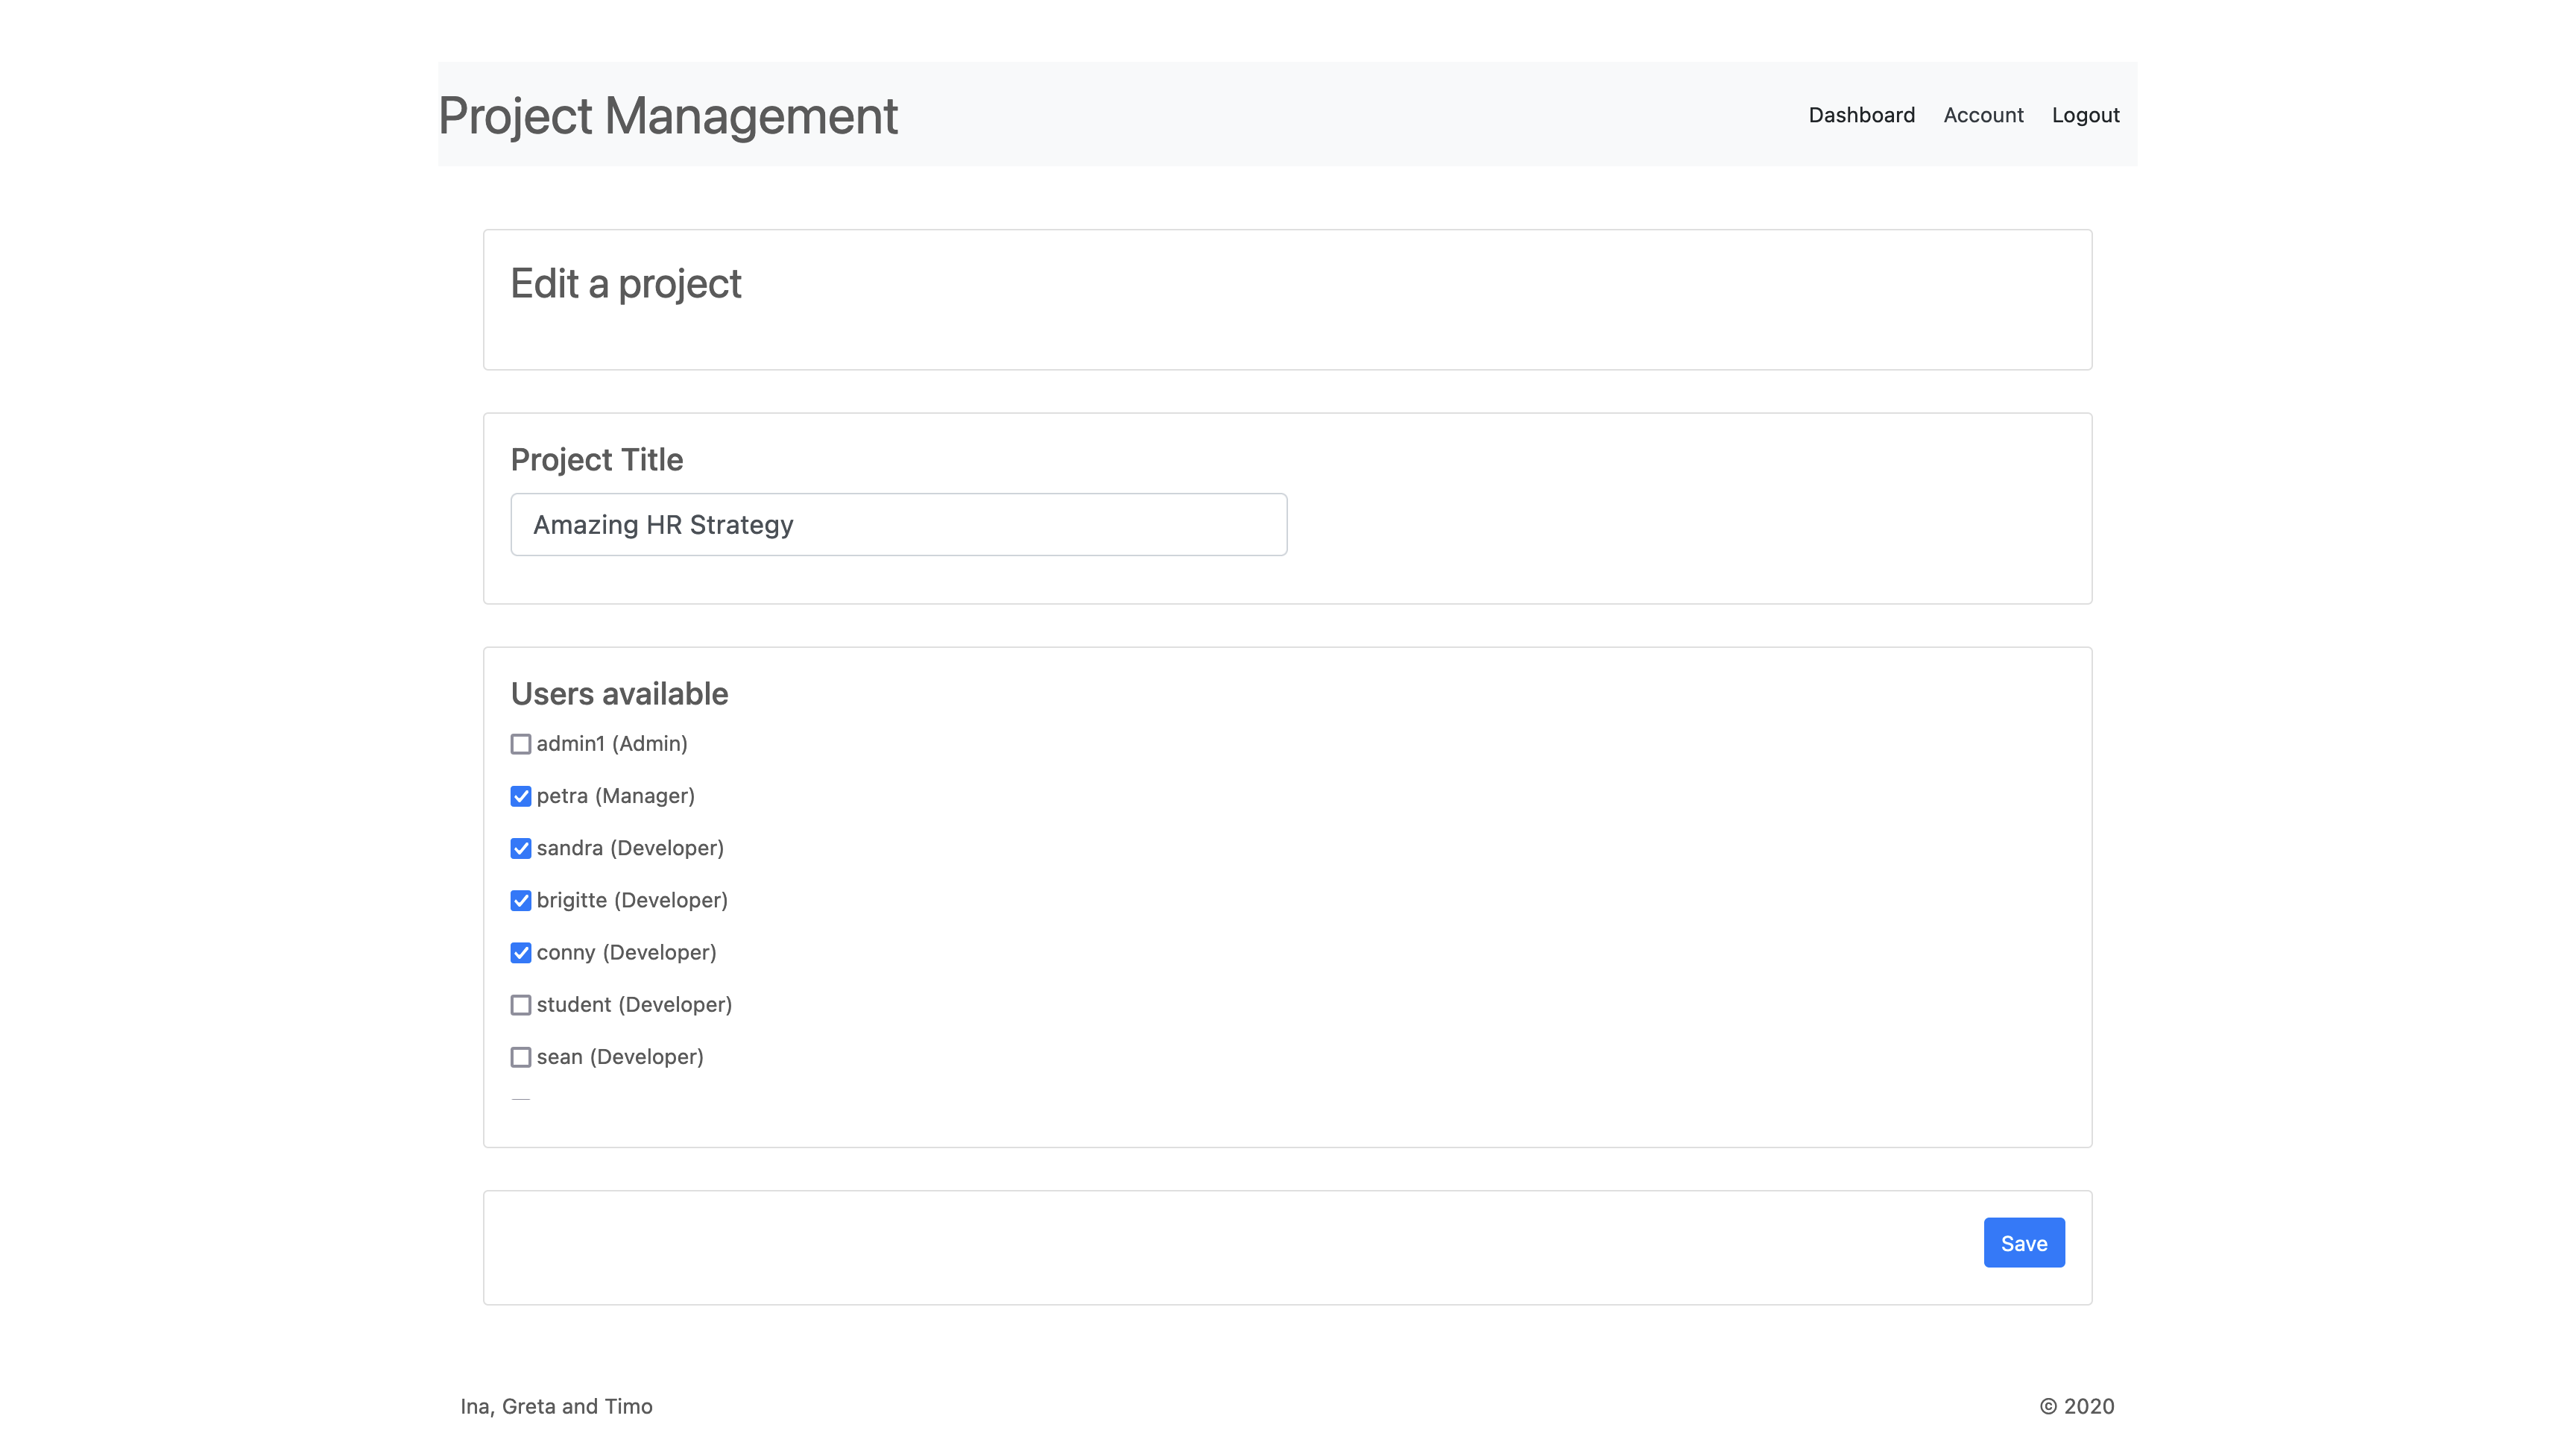 Project Management
Dashboard Account Logout
Edit a project
Project Title
Amazing HR Strategy
Users available
admin1 (Admin)
petra (Manager)
sandra (Developer)
brigitte (Developer)
conny (Developer)
student (Developer)
sean (Developer)
Save
Ina, Greta and Timo
© 2020